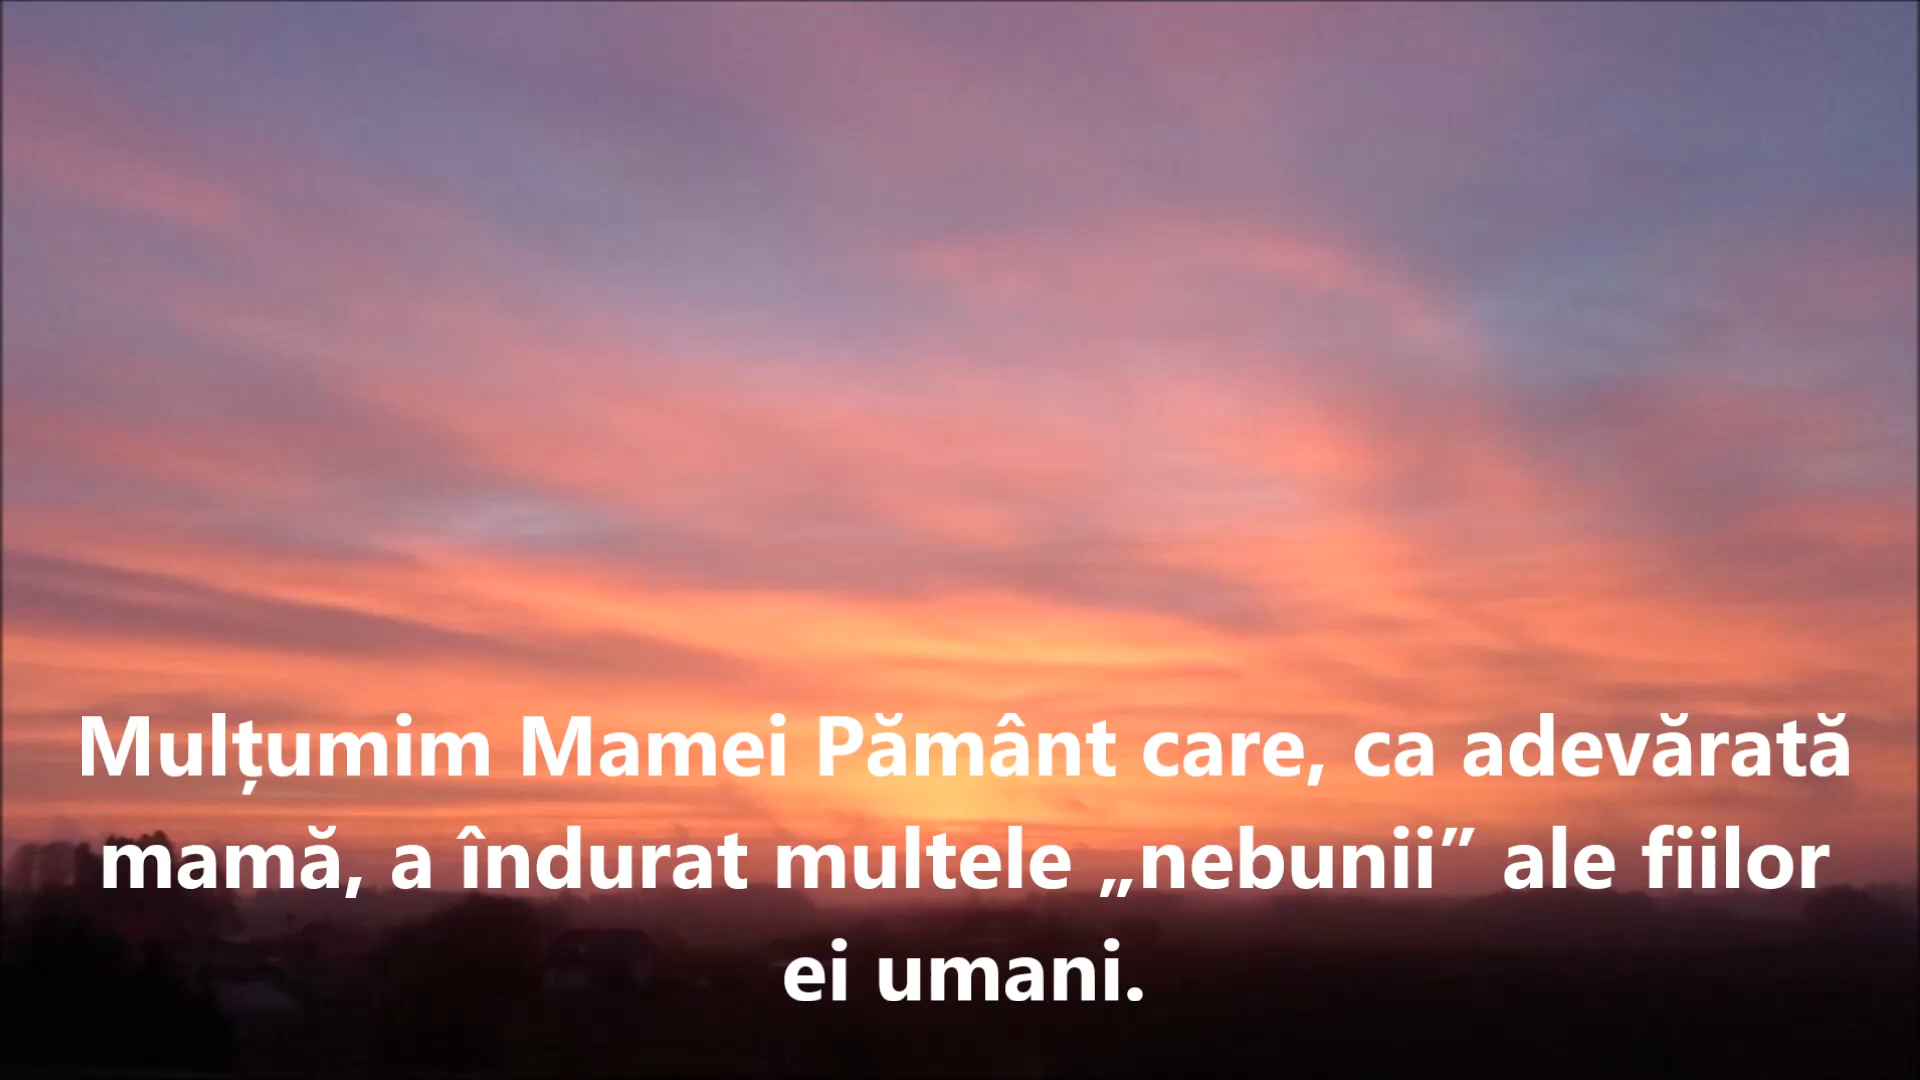 Mulțumim Mamei Pământ care, ca adevărată
mamă, a îndurat multele „nebunii” ale fiilor
ei umani.